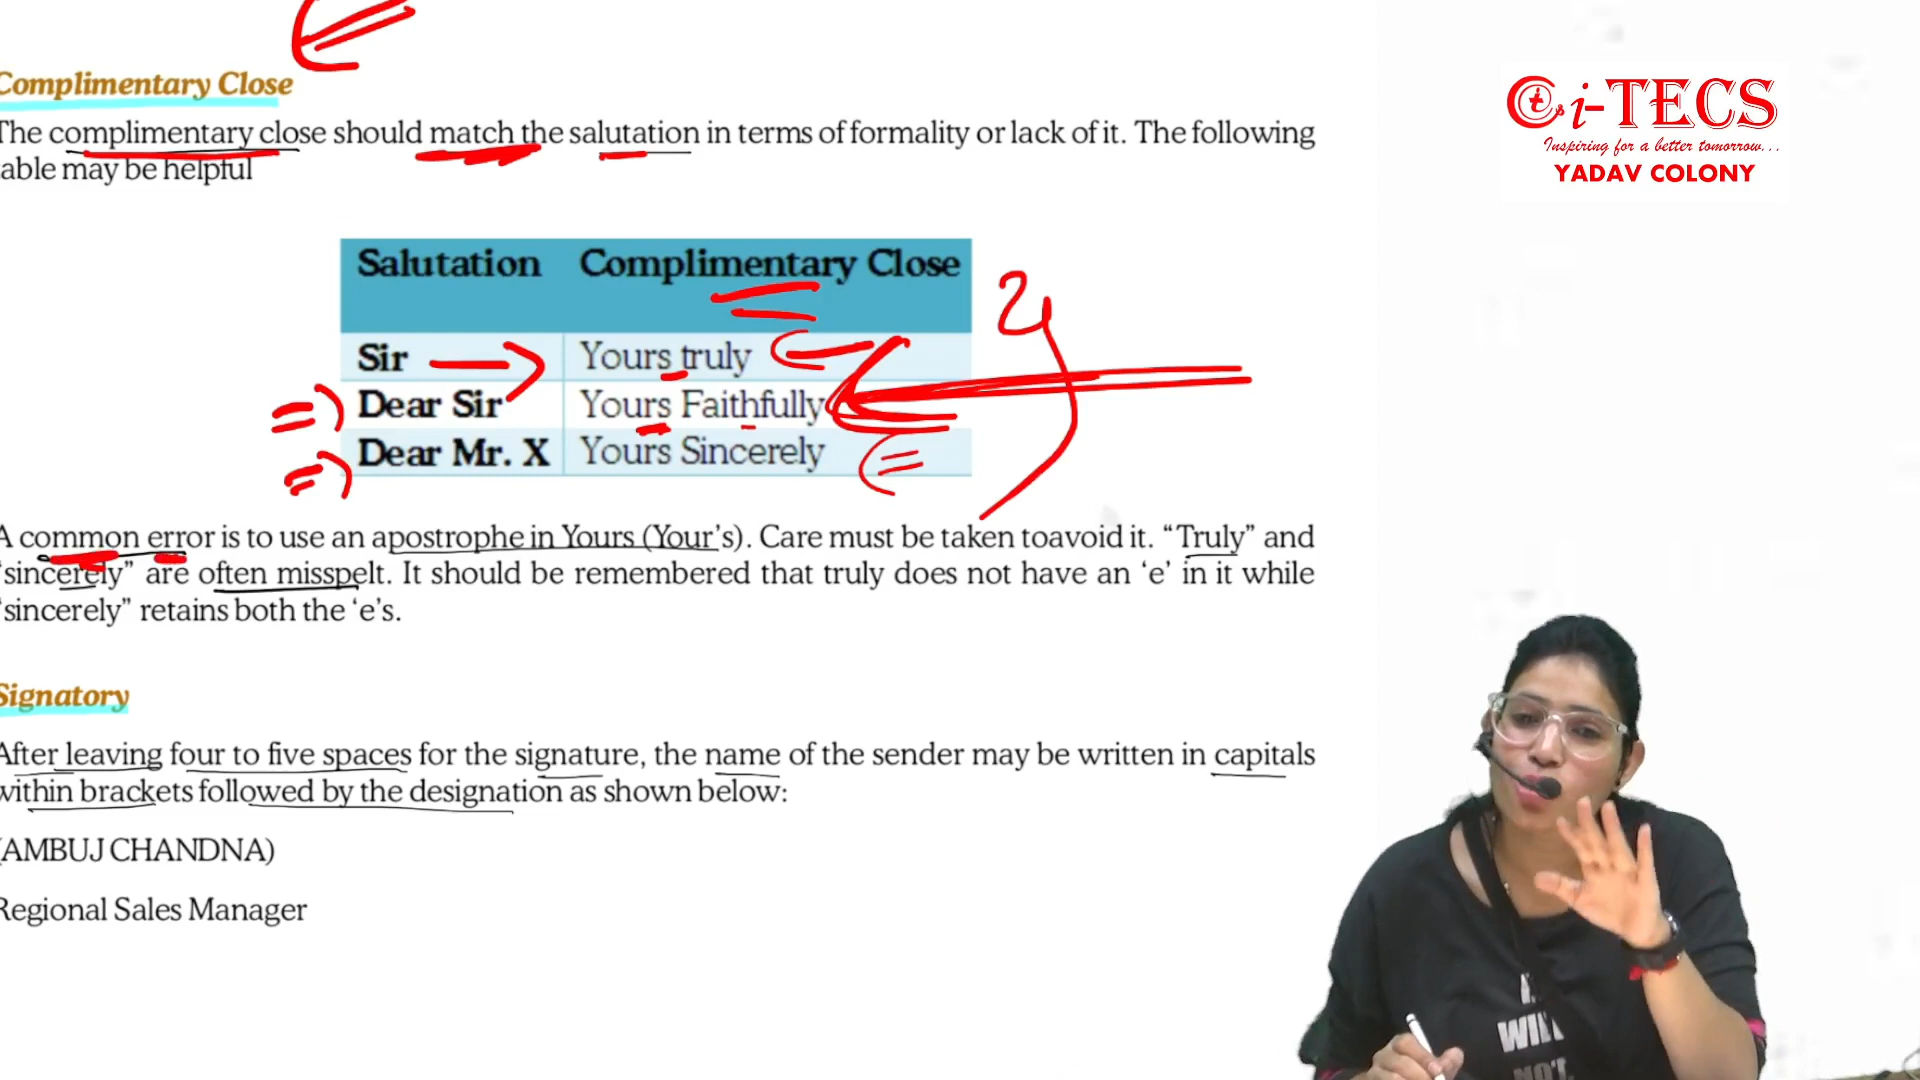 Complimentary Close
The complimentary close should match the salutation in terms of formality or lack of it. The following
table may be helpful
Salutation Complimentary Close
Sir Yours truly
Dear Sir Yours Faithfully
Dear Mr. X Yours Sincerely
A common error is to use an apostrophe in Yours (Your's). Care must be taken toavoid it. “Truly” and
“sincerely” are often misspelt. It should be remembered that truly does not have an ‘e’ in it while
“sincerely” retains both the ‘e’s.
Signatory
After leaving four to five spaces for the signature, the name of the sender may be written in capitals
within brackets followed by the designation as shown below:
(AMBUJ CHANDNA)
Regional Sales Manager
i-TECS
Inspiring for a better tomorrow...
YADAV COLONY